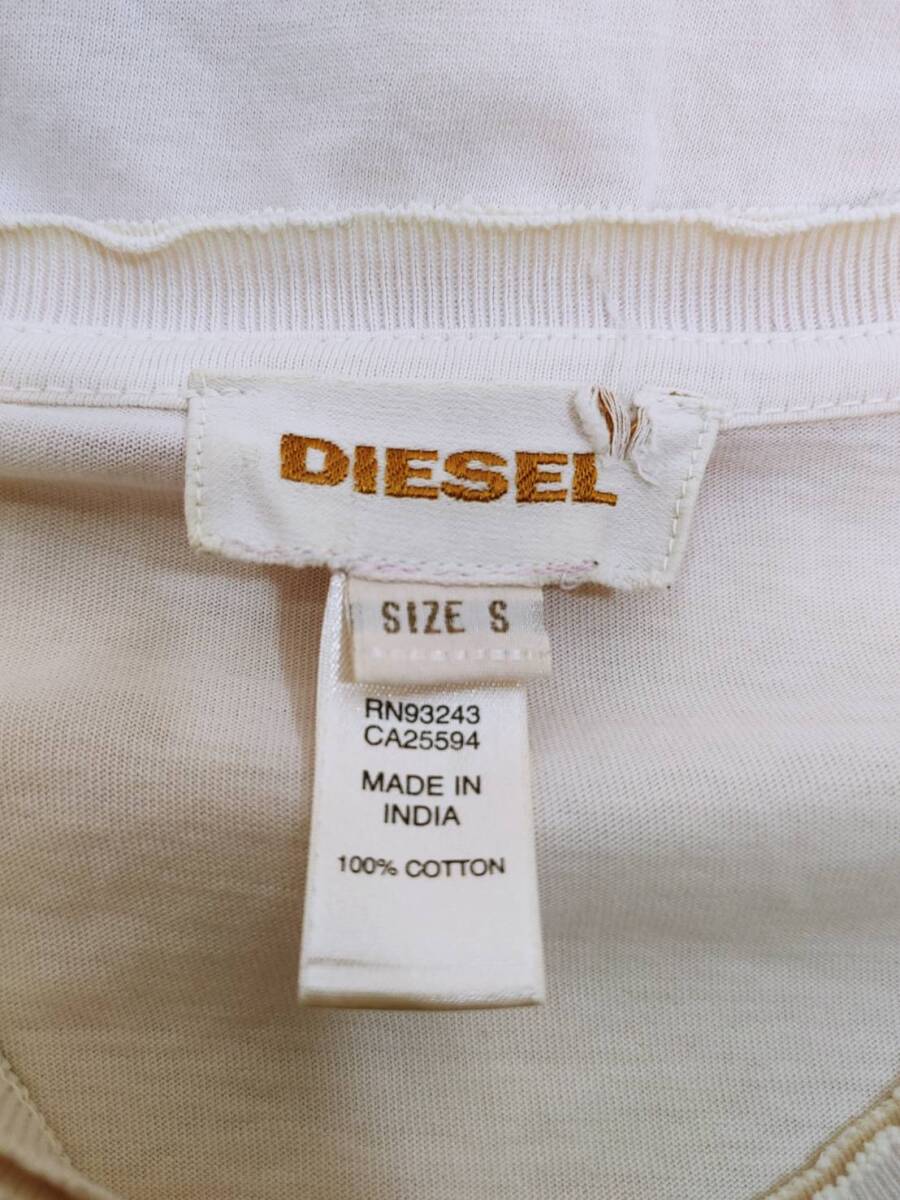 DIESEL
SIZE S
RN93243
CA25594
MADE IN
INDIA
100% COTTON